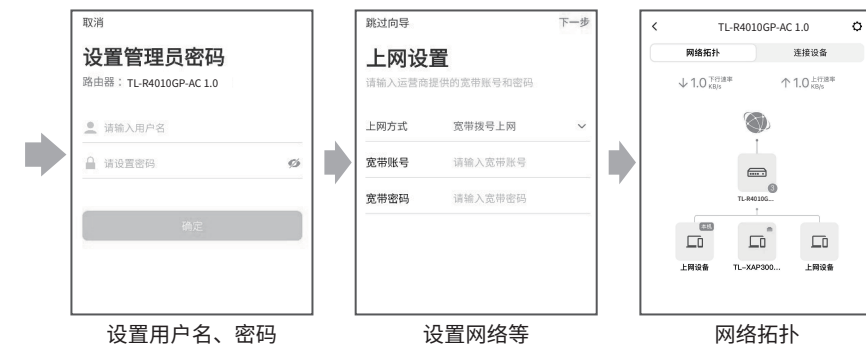 取消
设置管理员密码
路由器： TL-R4010GP-AC 1.0
请输入用户名
请设置密码
确定
设置用户名、密码
跳过向导 下一步
上网设置
请输入运营商提供的宽带账号和密码
上网方式 宽带拨号上网
宽带账号 请输入宽带账号
宽带密码 请输入宽带密码
设置网络等
TL-R4010GP-AC 1.0
网络拓扑 连接设备
↓1.0 下行速率 KB/s ↑1.0 上行速率 KB/s
3
TL-R4010G...
本机
上网设备 TL-XAP300... 上网设备
网络拓扑